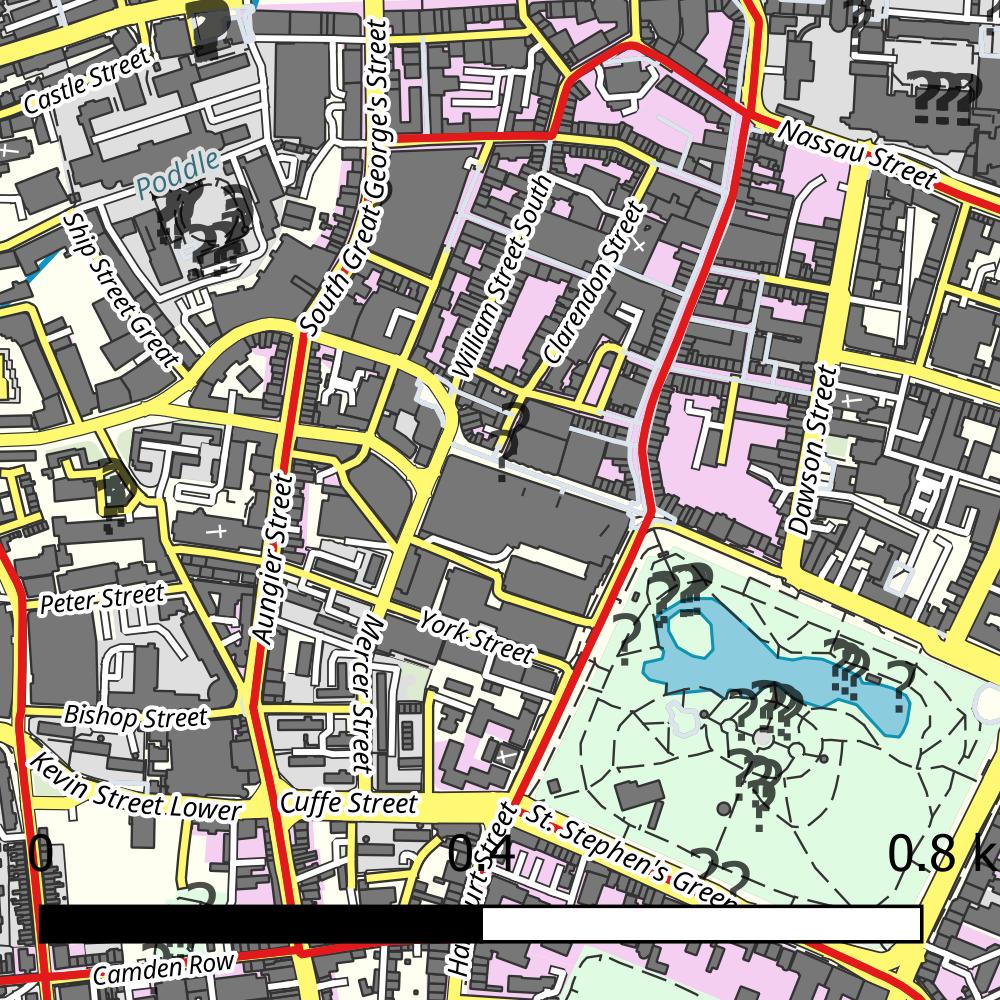 Castle Street
South Great George's Street
???
Nassau Street
Poddle
Ship Street Great
William Street South
Clarendon Street
Dawson Street
Aungier Street
Peter Street
York Street
Mercer Street
Bishop Street
Kevin Street Lower
Cuffe Street
St. Stephen's Green
0
0.4
0.8 k
Camden Row